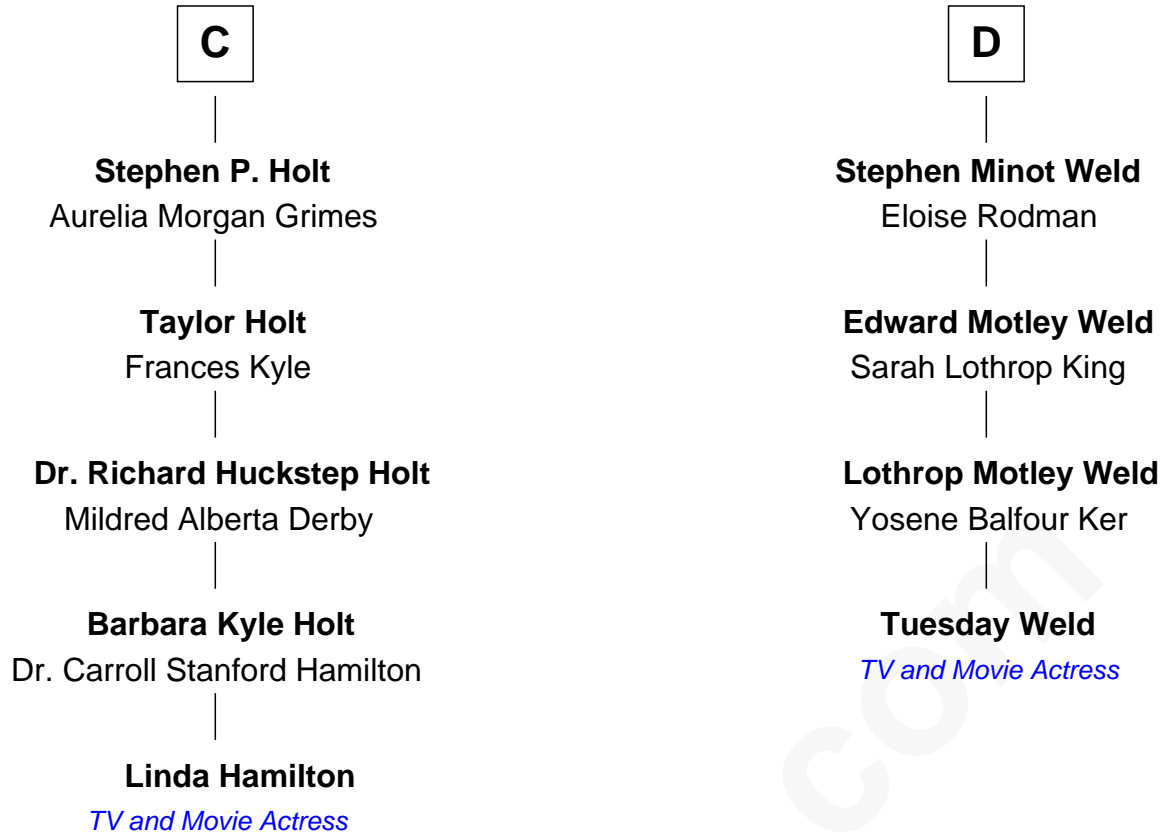 C
Stephen P. Holt
Aurelia Morgan Grimes
Taylor Holt
Frances Kyle
Dr. Richard Huckstep Holt
Mildred Alberta Derby
Barbara Kyle Holt
Dr. Carroll Stanford Hamilton
Linda Hamilton
TV and Movie Actress
D
Stephen Minot Weld
Eloise Rodman
Edward Motley Weld
Sarah Lothrop King
Lothrop Motley Weld
Yosene Balfour Ker
Tuesday Weld
TV and Movie Actress
com